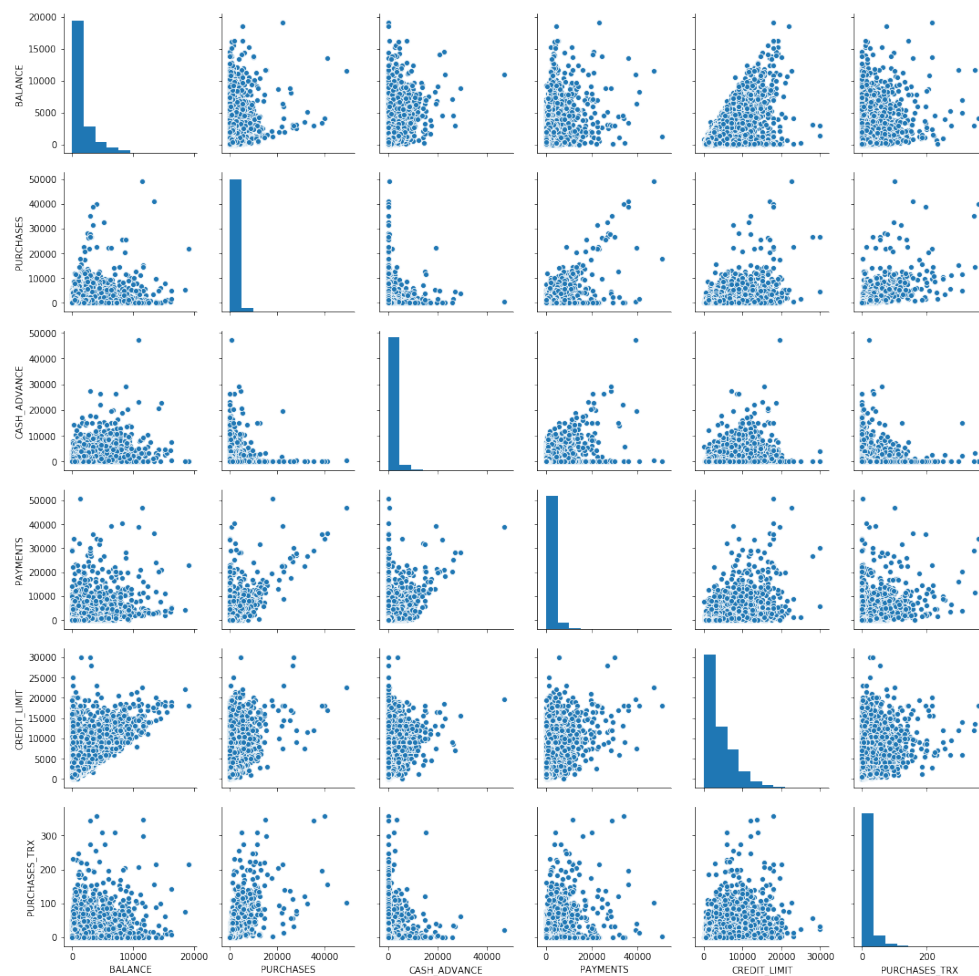 20000
15000
10000
5000
0
BALANCE
50000
40000
30000
20000
10000
0
PURCHASES
50000
40000
30000
20000
10000
0
CASH_ADVANCE
50000
40000
30000
20000
10000
0
PAYMENTS
30000
25000
20000
15000
10000
5000
0
CREDIT_LIMIT
300
200
100
0
PURCHASES_TRX
0 10000 20000
BALANCE
0 20000 40000
PURCHASES
0 20000 40000
CASH_ADVANCE
0 20000 40000
PAYMENTS
0 10000 20000 30000
CREDIT_LIMIT
0 200
PURCHASES_TRX